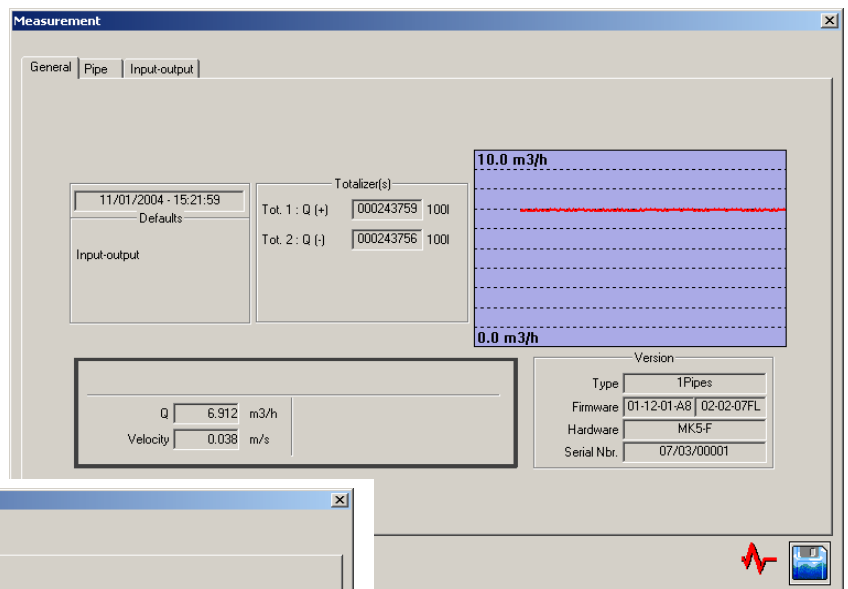 Measurement
General Pipe Input-output
10.0 m3/h
Totalizer(s)
11/01/2004 - 15:21:59
Defaults
Tot. 1 : Q (+) 000243759 100l
Tot. 2 : Q (-) 000243756 100l
Input-output
0.0 m3/h
Version
Type 1Pipes
Q 6.912 m3/h
Firmware 01-12-01-A8 02-02-07FL
Velocity 0.038 m/s
Hardware MK5-F
Serial Nbr. 07/03/00001